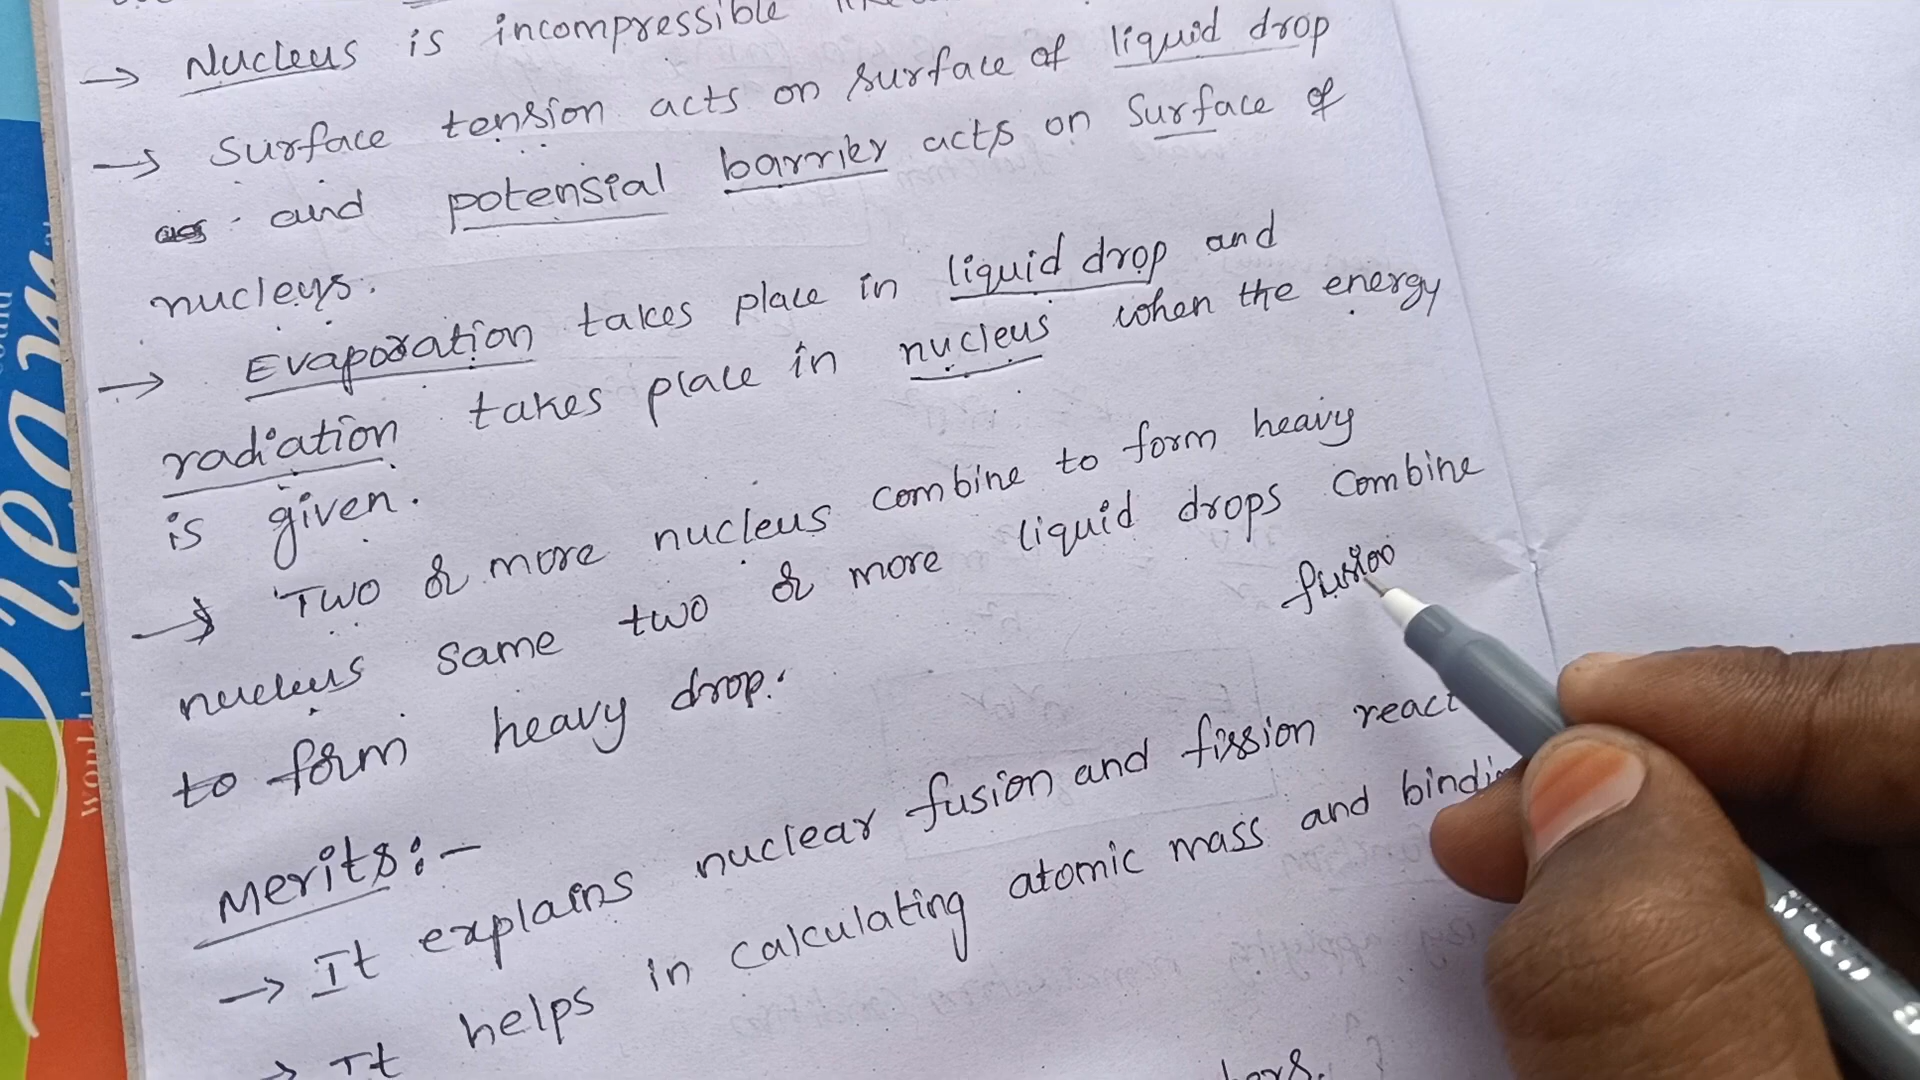 → Nucleus is incompressible
→ Surface tension acts on surface of liquid drop
and potensial barrier acts on surface of
nucleus.
→ Evaporation takes place in liquid drop and
radiation takes place in nucleus when the energy
is given.
→ Two or more nucleus combine to form heavy
nucleus same two or more liquid drops combine
to form heavy drop.
fusion
Merits:-
→ It explains nuclear fusion and fission react
→ It helps in calculating atomic mass and bindi